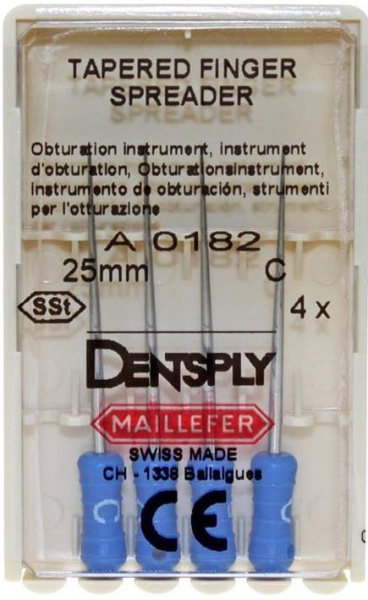 TAPERED FINGER
SPREADER
Obturation instrument, instrument
d'obturation, Obturationsinstrument,
instrumento de obturación, strumenti
per l'otturazione
A 0182
25mm C
SSt 4 x
DENTSPLY
MAILLEFER
SWISS MADE
CH - 1338 Ballaigues
CE
C C